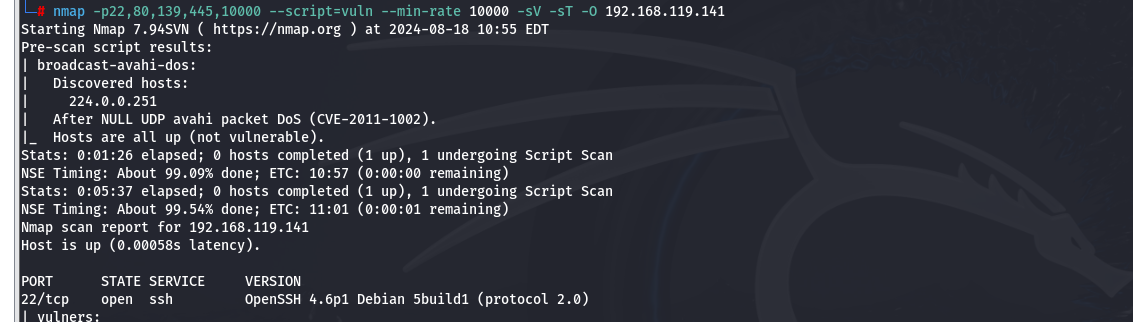 └─# nmap -p22,80,139,445,10000 --script=vuln --min-rate 10000 -sV -sT -O 192.168.119.141
Starting Nmap 7.94SVN ( https://nmap.org ) at 2024-08-18 10:55 EDT
Pre-scan script results:
| broadcast-avahi-dos:
|   Discovered hosts:
|     224.0.0.251
|   After NULL UDP avahi packet DoS (CVE-2011-1002).
|_  Hosts are all up (not vulnerable).
Stats: 0:01:26 elapsed; 0 hosts completed (1 up), 1 undergoing Script Scan
NSE Timing: About 99.09% done; ETC: 10:57 (0:00:00 remaining)
Stats: 0:05:37 elapsed; 0 hosts completed (1 up), 1 undergoing Script Scan
NSE Timing: About 99.54% done; ETC: 11:01 (0:00:01 remaining)
Nmap scan report for 192.168.119.141
Host is up (0.00058s latency).
PORT      STATE SERVICE     VERSION
22/tcp    open  ssh         OpenSSH 4.6p1 Debian 5build1 (protocol 2.0)
| vulners: